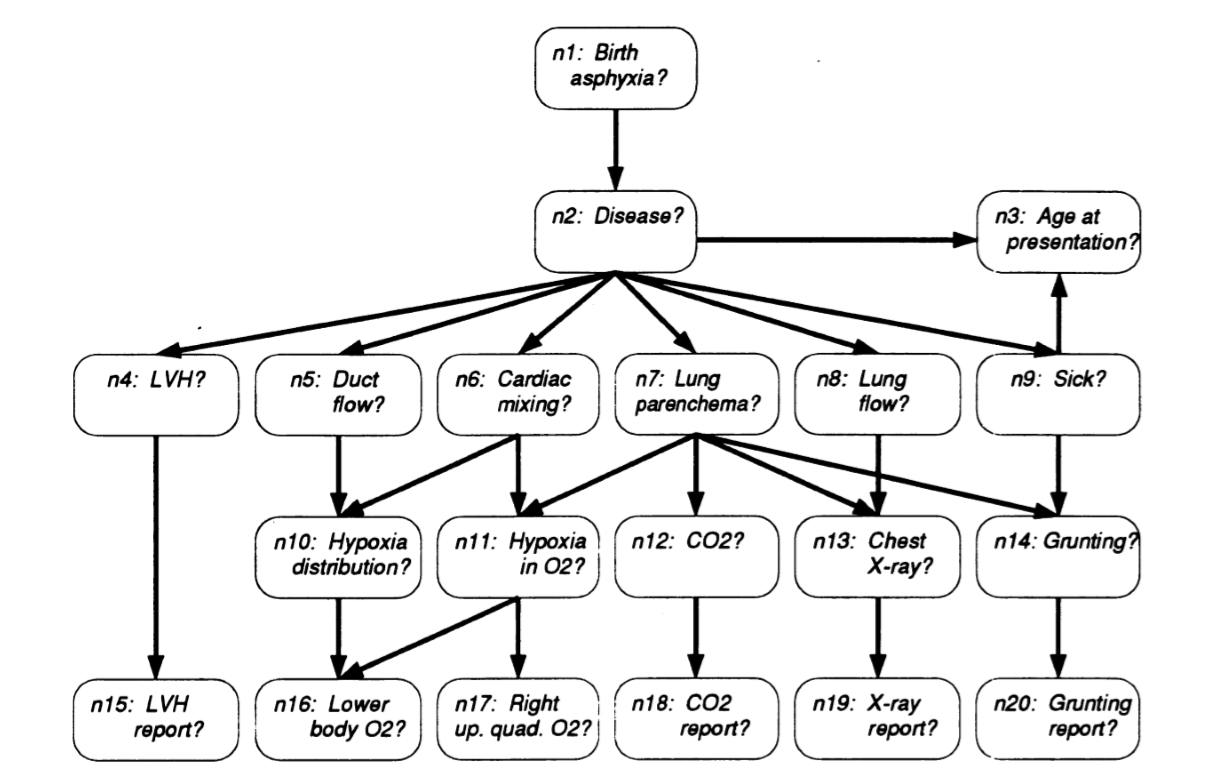 n1: Birth
asphyxia?
n2: Disease?
n3: Age at
presentation?
n4: LVH?
n5: Duct
flow?
n6: Cardiac
mixing?
n7: Lung
parenchema?
n8: Lung
flow?
n9: Sick?
n10: Hypoxia
distribution?
n11: Hypoxia
in O2?
n12: CO2?
n13: Chest
X-ray?
n14: Grunting?
n15: LVH
report?
n16: Lower
body O2?
n17: Right
up. quad. O2?
n18: CO2
report?
n19: X-ray
report?
n20: Grunting
report?